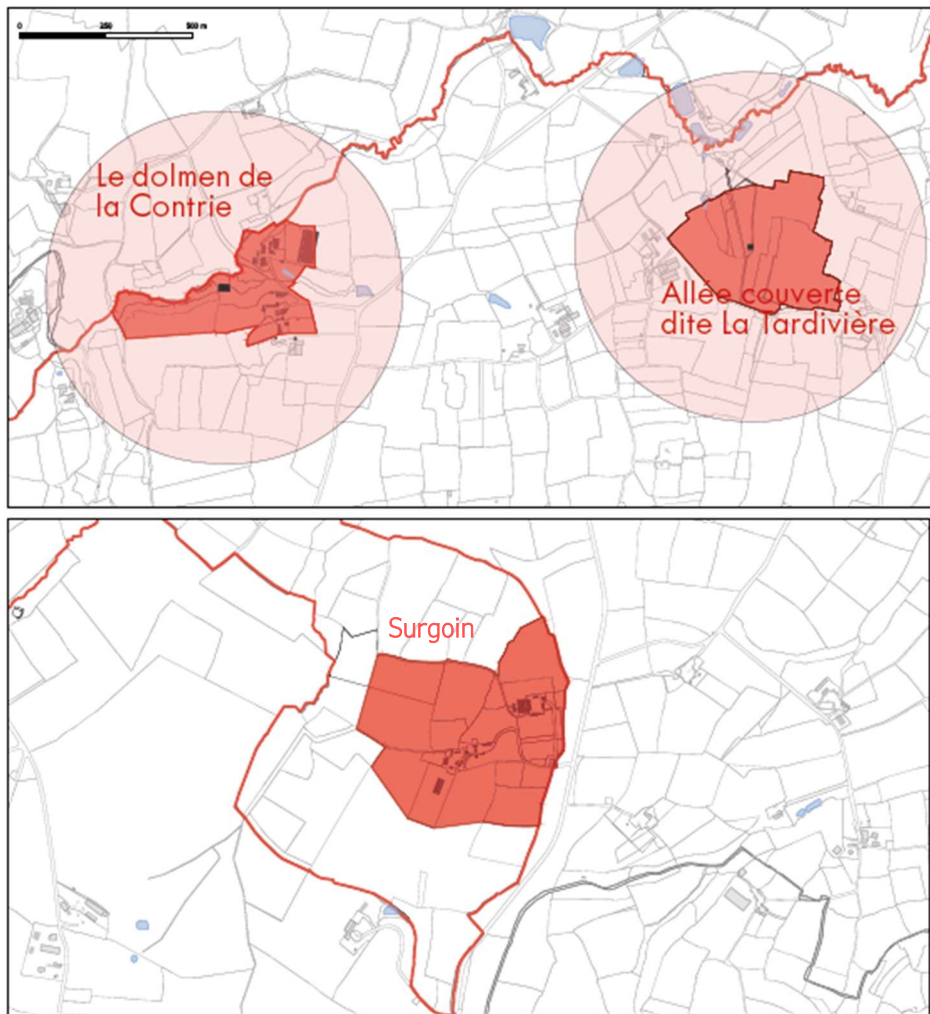 0 250 500 m
Le dolmen de
la Contrie
Allée couverte
dite La Tardivière
Surgoin